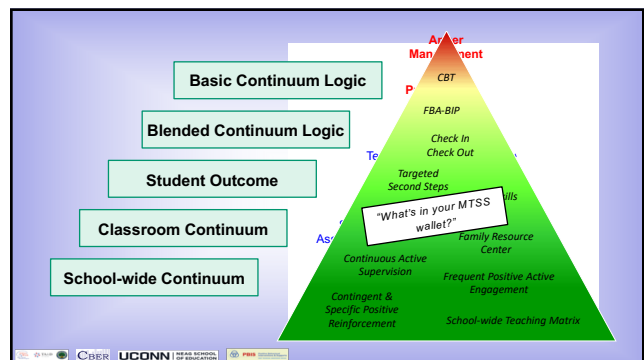 Basic Continuum Logic
Blended Continuum Logic
Student Outcome
Classroom Continuum
School-wide Continuum
CBT
FBA-BIP
Check In
Check Out
Targeted
Second Steps
"What's in your MTSS
wallet?"
Family Resource
Center
Continuous Active
Supervision
Frequent Positive Active
Engagement
Contingent &
Specific Positive
Reinforcement
School-wide Teaching Matrix
CBER
UCONN
NEAG SCHOOL
OF EDUCATION
PBIS